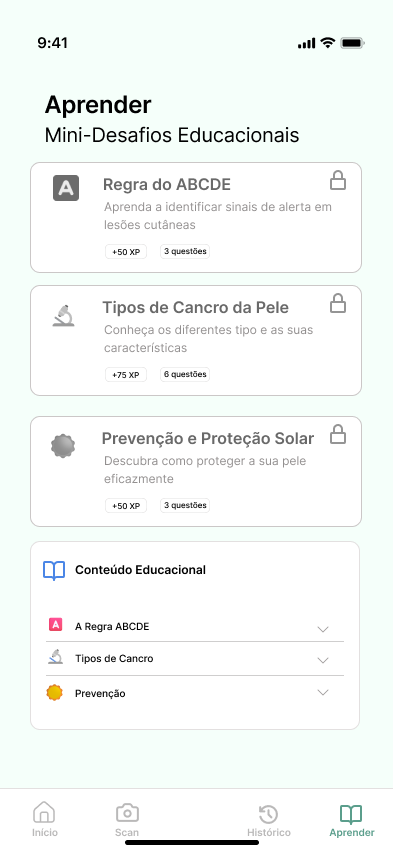 9:41
Aprender
Mini-Desafios Educacionais
A
Regra do ABCDE
Aprenda a identificar sinais de alerta em
lesões cutâneas
+50 XP
3 questões
Tipos de Cancro da Pele
Conheça os diferentes tipo e as suas
características
+75 XP
6 questões
Prevenção e Proteção Solar
Descubra como proteger a sua pele
eficazmente
+50 XP
3 questões
Conteúdo Educacional
A
A Regra ABCDE
Tipos de Cancro
Prevenção
Início
Scan
Histórico
Aprender